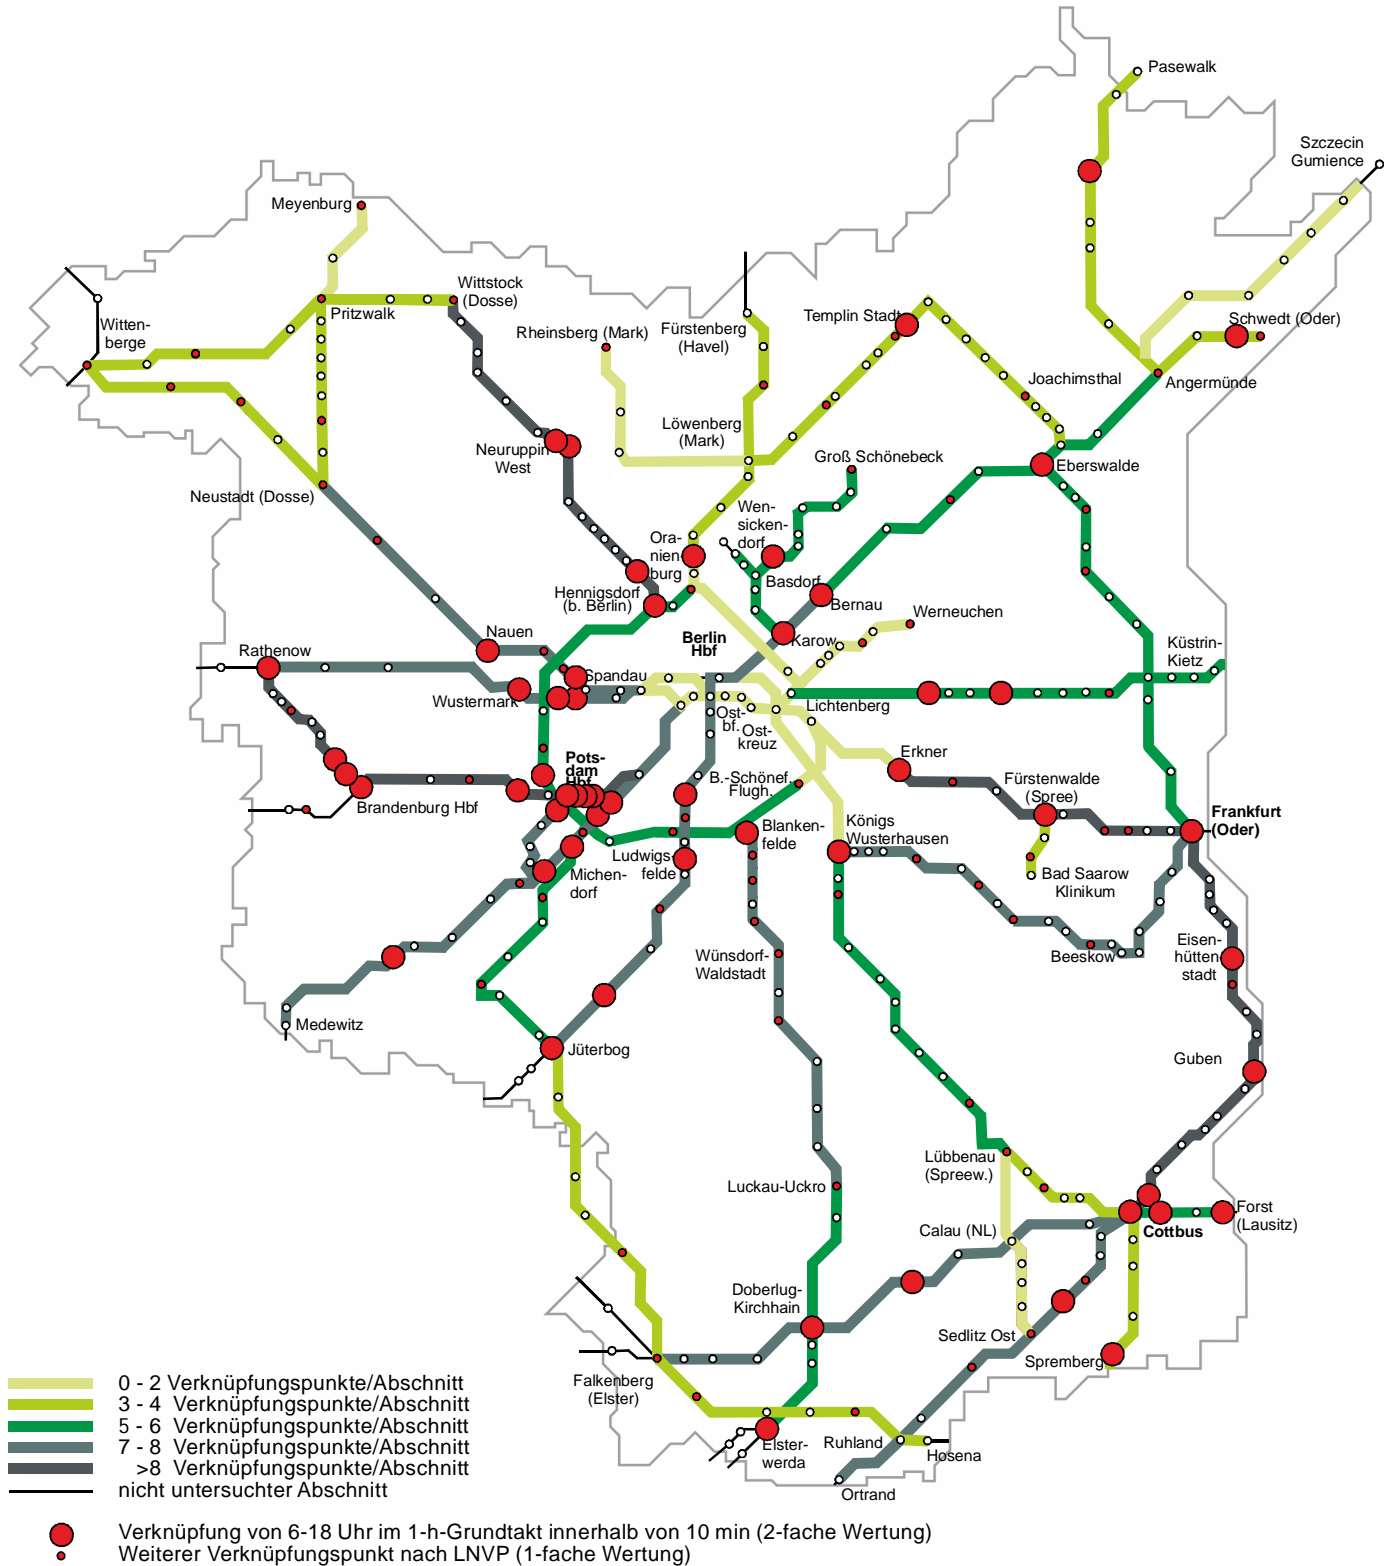 Pasewalk
Szczecin
Gumience
Meyenburg
Wittstock
(Dosse)
Pritzwalk
Witten-
berge
Rheinsberg (Mark)
Fürstenberg
(Havel)
Templin Stadt
Schwedt (Oder)
Joachimsthal
Angermünde
Löwenberg
(Mark)
Neuruppin
West
Groß Schönebeck
Eberswalde
Neustadt (Dosse)
Wen-
sicken-
dorf
Ora-
nien-
burg
Basdorf
Hennigsdorf
(b. Berlin)
Bernau
Werneuchen
Nauen
Berlin
Hbf
Karow
Küstrin-
Kietz
Rathenow
Spandau
Wustermark
Lichtenberg
Ost-
bf.
Ost-
kreuz
Erkner
Pots-
dam
Hbf
B.-Schönef.
Flugh.
Fürstenwalde
(Spree)
Brandenburg Hbf
Frankfurt
(Oder)
Blanken-
felde
Königs
Wusterhausen
Ludwigs-
felde
Michen-
dorf
Bad Saarow
Klinikum
Wünsdorf-
Waldstadt
Beeskow
Eisen-
hütten-
stadt
Medewitz
Jüterbog
Guben
Lübbenau
(Spreew.)
Luckau-Uckro
Forst
(Lausitz)
Calau (NL)
Cottbus
Doberlug-
Kirchhain
Sedlitz Ost
Spremberg
Falkenberg
(Elster)
Elster-
werda
Ruhland
Hosena
Ortrand
0 - 2 Verknüpfungspunkte/Abschnitt
3 - 4 Verknüpfungspunkte/Abschnitt
5 - 6 Verknüpfungspunkte/Abschnitt
7 - 8 Verknüpfungspunkte/Abschnitt
>8 Verknüpfungspunkte/Abschnitt
nicht untersuchter Abschnitt
Verknüpfung von 6-18 Uhr im 1-h-Grundtakt innerhalb von 10 min (2-fache Wertung)
Weiterer Verknüpfungspunkt nach LNVP (1-fache Wertung)